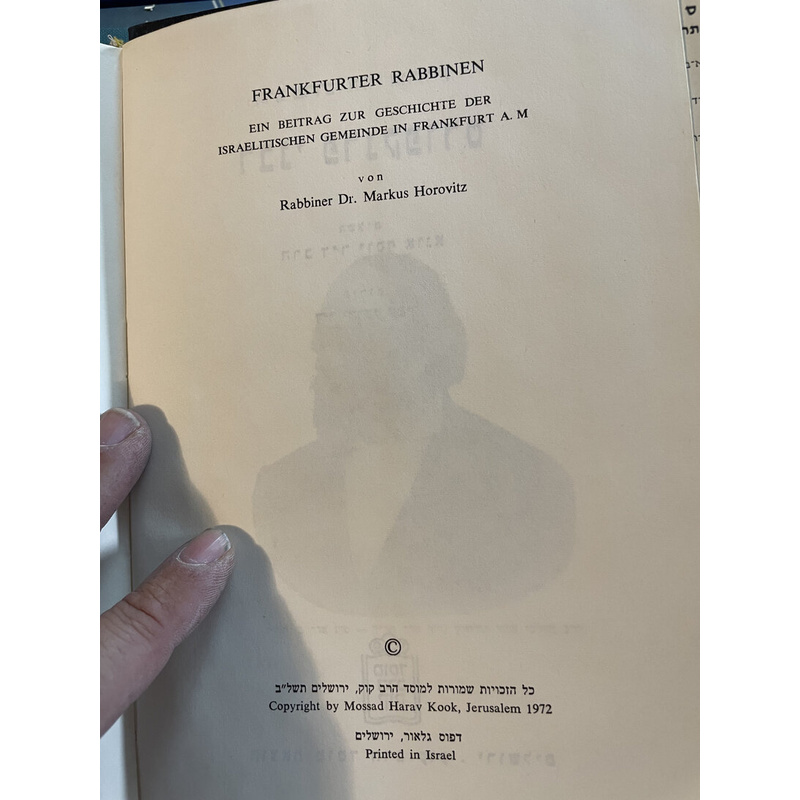 FRANKFURTER RABBINEN
EIN BEITRAG ZUR GESCHICHTE DER
ISRAELITISCHEN GEMEINDE IN FRANKFURT A. M
von
Rabbiner Dr. Markus Horovitz
©
כל הזכויות שמורות למוסד הרב קוק, ירושלים תשל״ב
Copyright by Mossad Harav Kook, Jerusalem 1972
דפוס גלאור, ירושלים
Printed in Israel